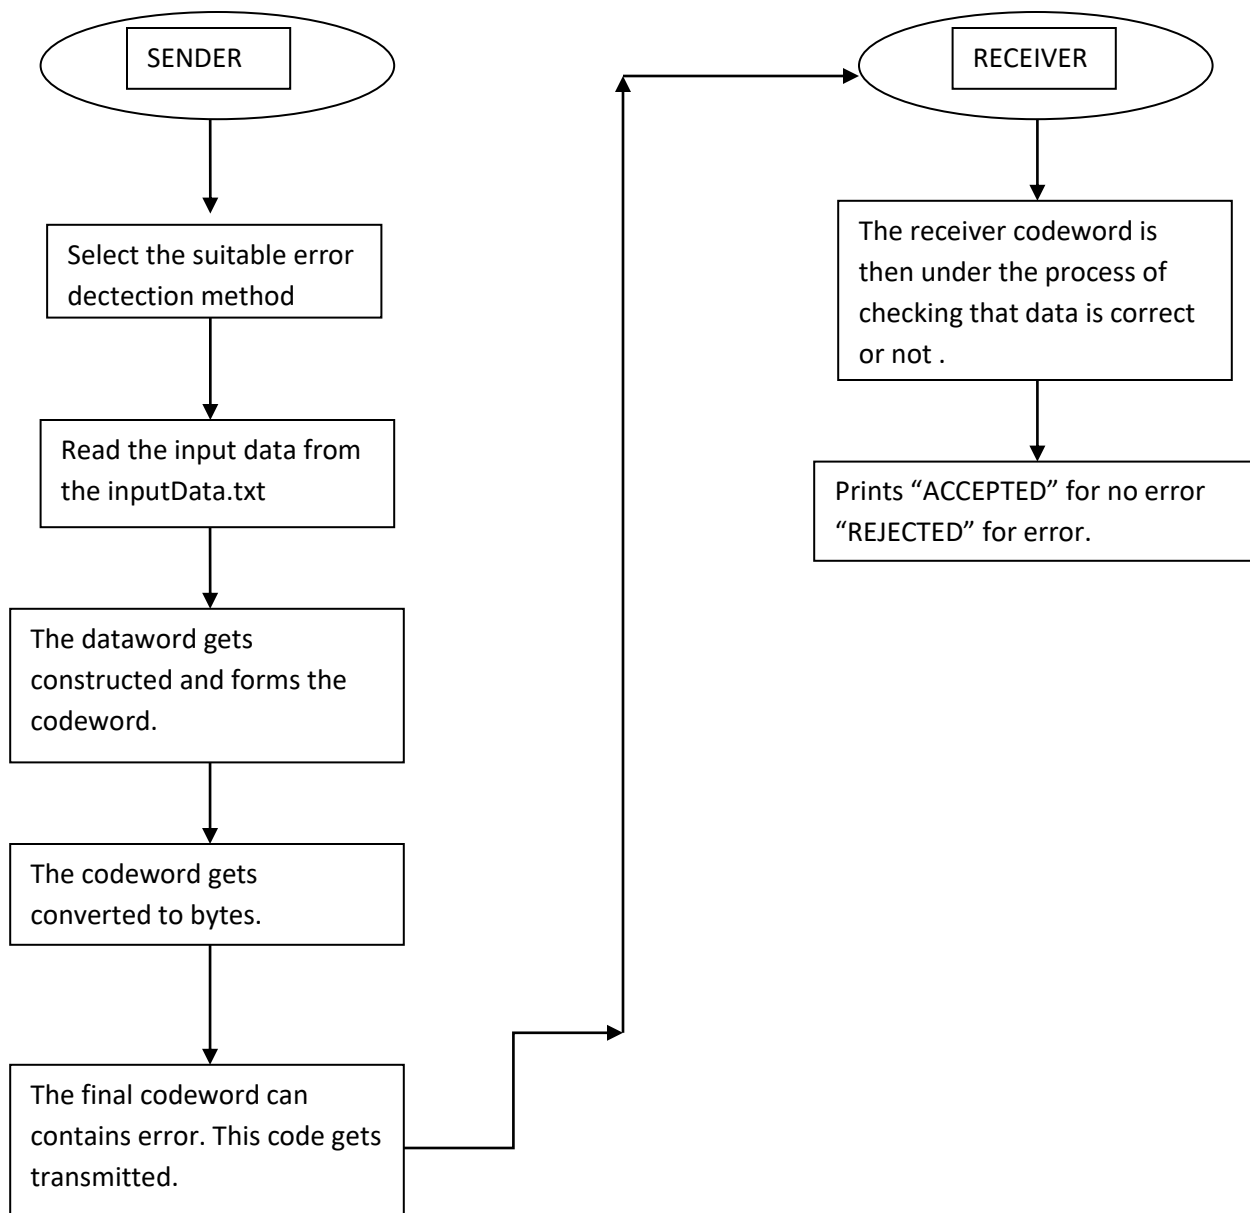 SENDER
Select the suitable error
dectection method
Read the input data from
the inputData.txt
The dataword gets
constructed and forms the
codeword.
The codeword gets
converted to bytes.
The final codeword can
contains error. This code gets
transmitted.
RECEIVER
The receiver codeword is
then under the process of
checking that data is correct
or not .
Prints “ACCEPTED” for no error
“REJECTED” for error.